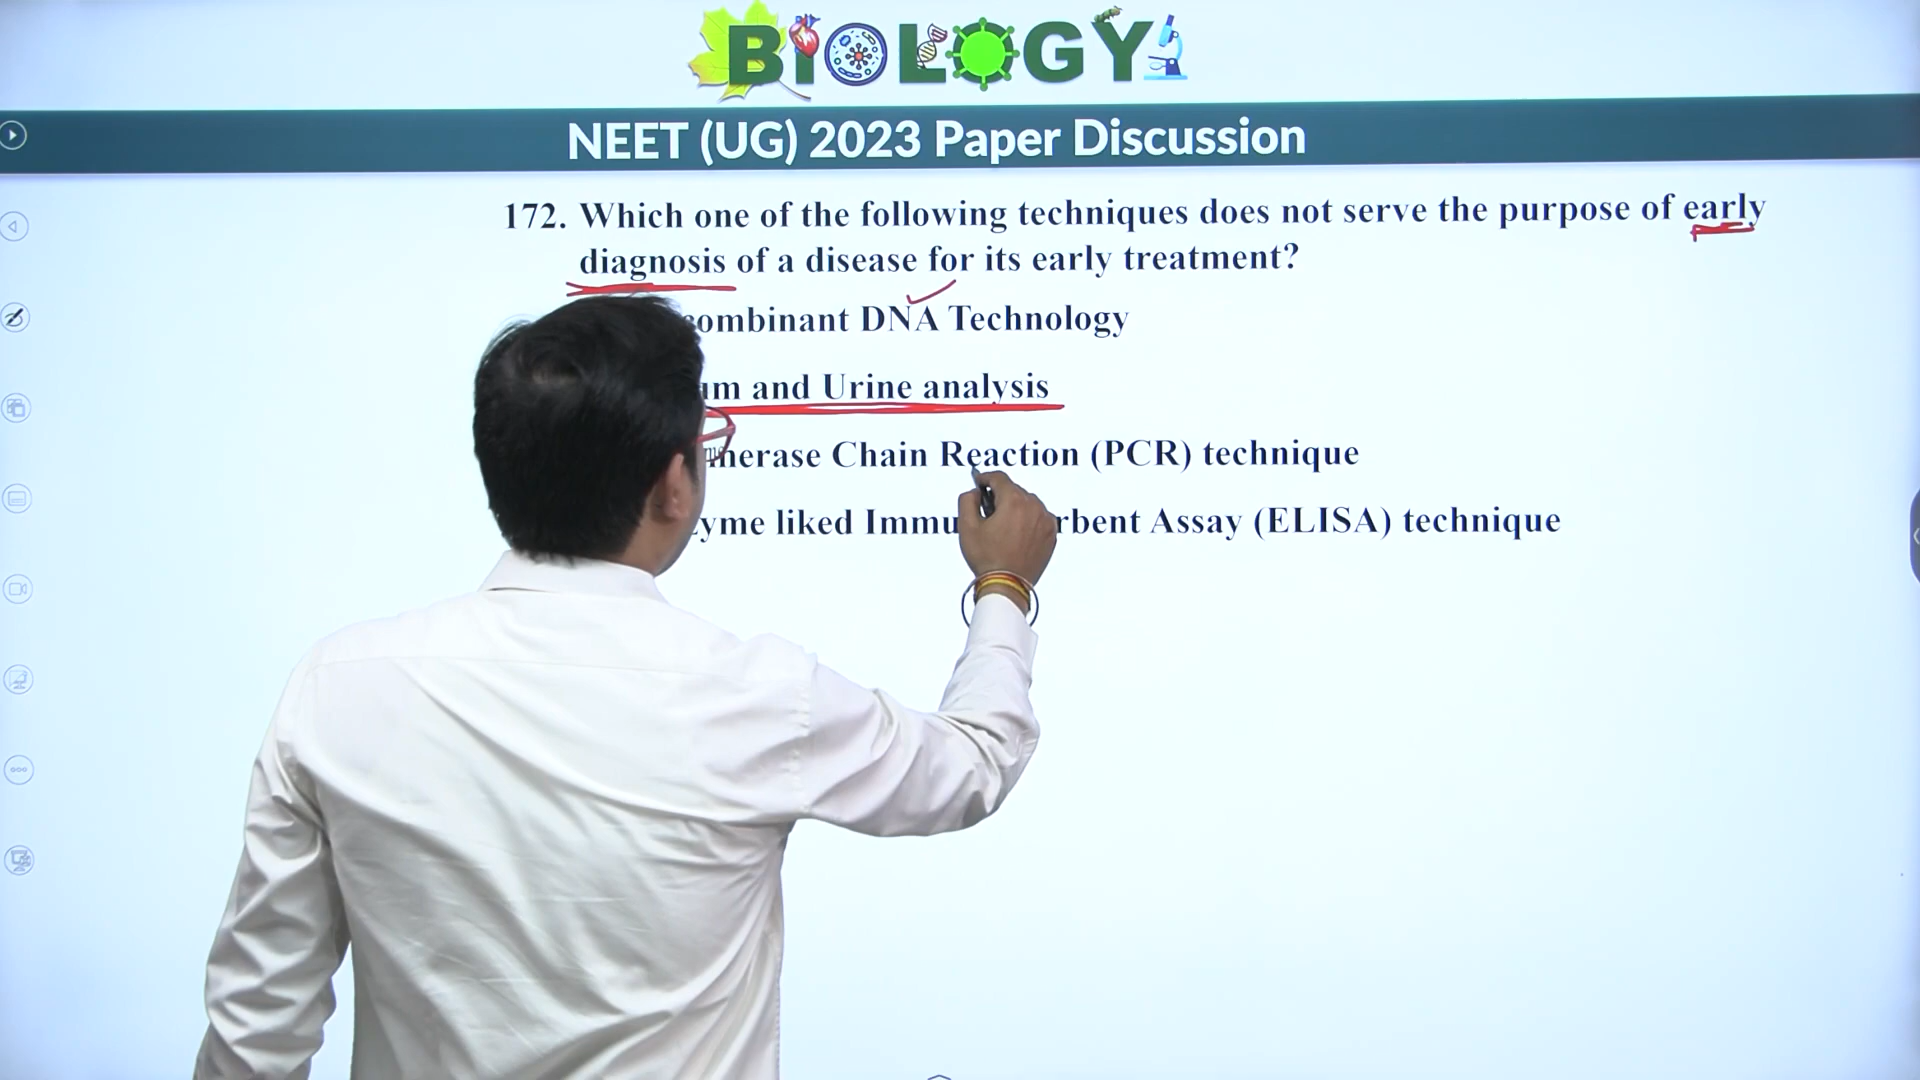 BIOLOGY
NEET (UG) 2023 Paper Discussion
172. Which one of the following techniques does not serve the purpose of early
diagnosis of a disease for its early treatment?
combinant DNA Technology
um and Urine analysis
merase Chain Reaction (PCR) technique
zyme liked Immu rbent Assay (ELISA) technique